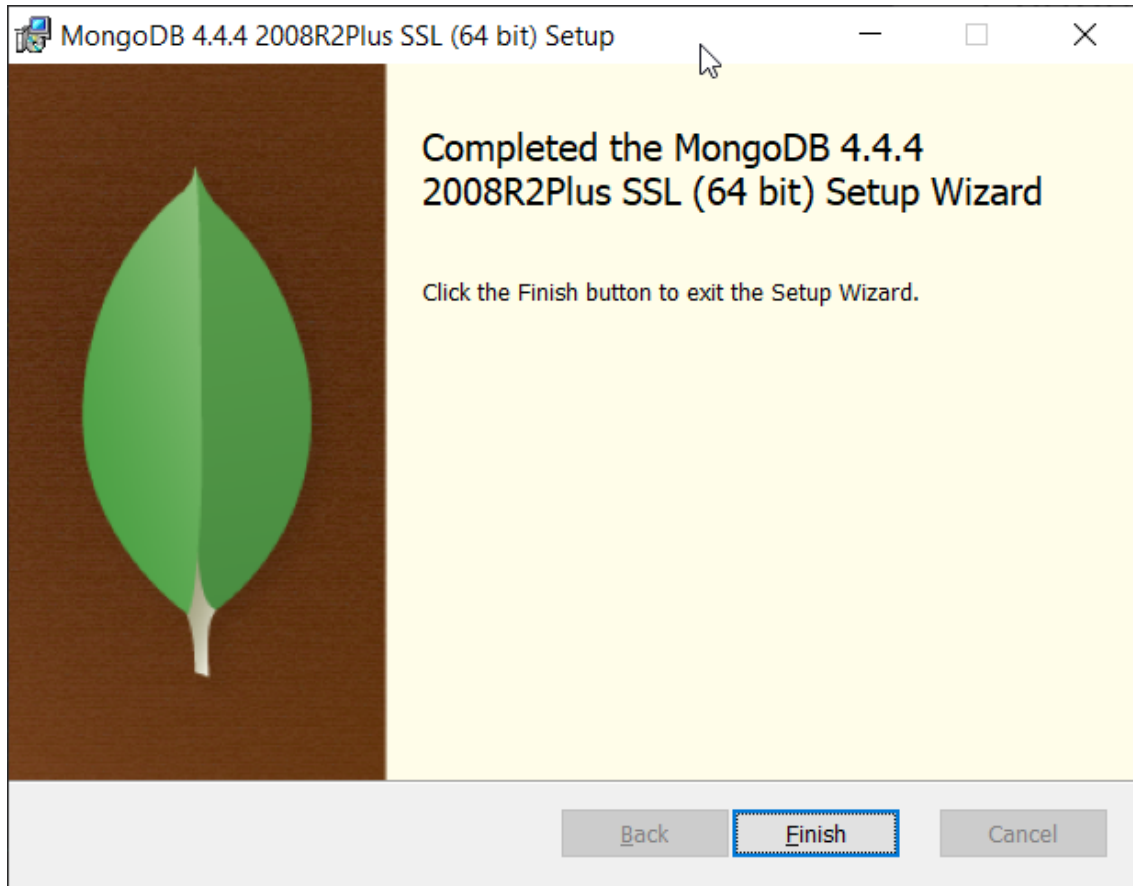 MongoDB 4.4.4 2008R2Plus SSL (64 bit) Setup
Completed the MongoDB 4.4.4
2008R2Plus SSL (64 bit) Setup Wizard
Click the Finish button to exit the Setup Wizard.
Back Finish Cancel